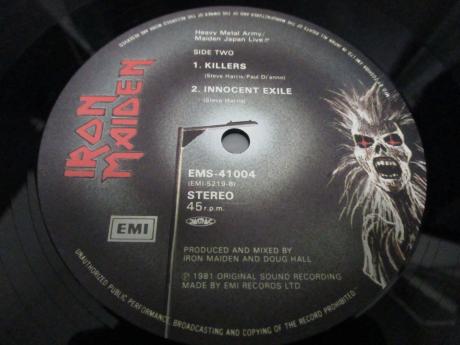 Heavy Metal Army/
Maiden Japan Live!!
SIDE TWO
1. KILLERS
(Steve Harris/Paul Di'anno)
2. INNOCENT EXILE
(Steve Harris)
IRON
MAIDEN
EMS-41004
(EMI-5219-B)
STEREO
45 r.p.m.
EMI
PRODUCED AND MIXED BY
IRON MAIDEN AND DOUG HALL
℗ 1981 ORIGINAL SOUND RECORDING
MADE BY EMI RECORDS LTD.
UNAUTHORIZED PUBLIC PERFORMANCE, BROADCASTING AND COPYING OF THE RECORD PROHIBITED